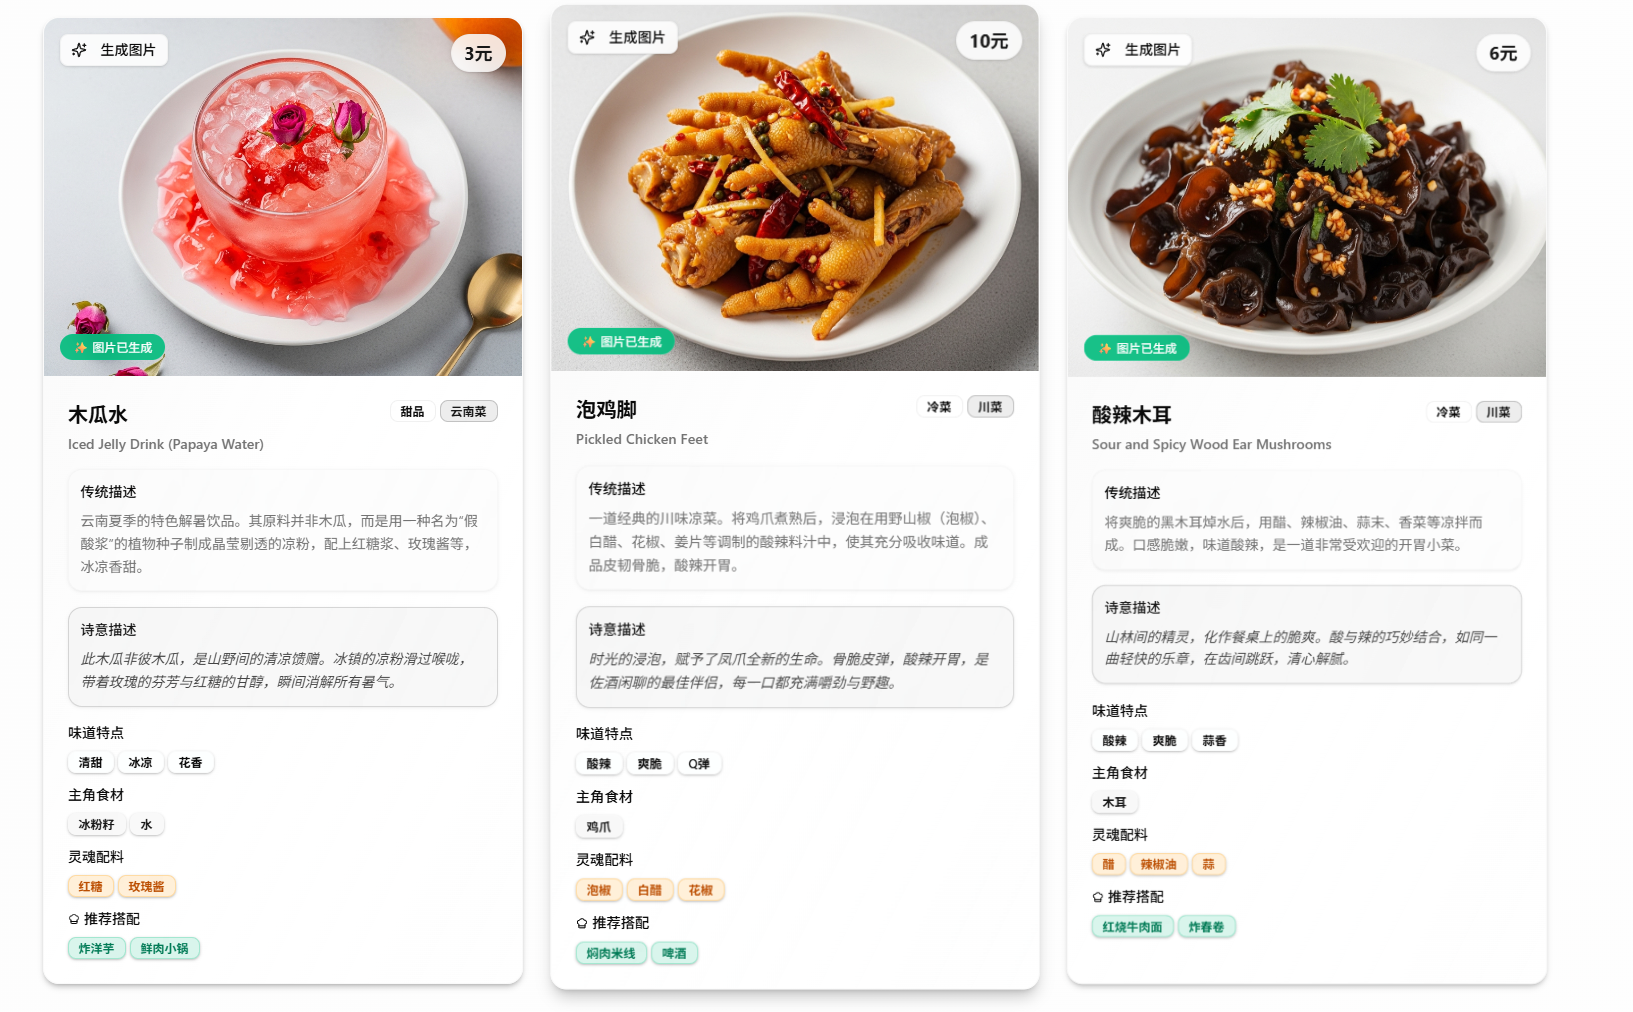 生成图片
3元
✨ 图片已生成
木瓜水
甜品
云南菜
Iced Jelly Drink (Papaya Water)
传统描述
云南夏季的特色解暑饮品。其原料并非木瓜，而是用一种名为“假
酸浆”的植物种子制成晶莹剔透的凉粉，配上红糖浆、玫瑰酱等，
冰凉香甜。
诗意描述
此木瓜非彼木瓜，是山野间的清凉馈赠。冰镇的凉粉滑过喉咙，
带着玫瑰的芬芳与红糖的甘醇，瞬间消解所有暑气。
味道特点
清甜
冰凉
花香
主角食材
冰粉籽
水
灵魂配料
红糖
玫瑰酱
推荐搭配
炸洋芋
鲜肉小锅
生成图片
10元
✨ 图片已生成
泡鸡脚
冷菜
川菜
Pickled Chicken Feet
传统描述
一道经典的川味凉菜。将鸡爪煮熟后，浸泡在用野山椒（泡椒）、
白醋、花椒、姜片等调制的酸辣料汁中，使其充分吸收味道。成
品皮韧骨脆，酸辣开胃。
诗意描述
时光的浸泡，赋予了凤爪全新的生命。骨脆皮弹，酸辣开胃，是
佐酒闲聊的最佳伴侣，每一口都充满嚼劲与野趣。
味道特点
酸辣
爽脆
Q弹
主角食材
鸡爪
灵魂配料
泡椒
白醋
花椒
推荐搭配
焖肉米线
啤酒
生成图片
6元
✨ 图片已生成
酸辣木耳
冷菜
川菜
Sour and Spicy Wood Ear Mushrooms
传统描述
将爽脆的黑木耳焯水后，用醋、辣椒油、蒜末、香菜等凉拌而
成。口感脆嫩，味道酸辣，是一道非常受欢迎的开胃小菜。
诗意描述
山林间的精灵，化作餐桌上的脆爽。酸与辣的巧妙结合，如同一
曲轻快的乐章，在齿间跳跃，清心解腻。
味道特点
酸辣
爽脆
蒜香
主角食材
木耳
灵魂配料
醋
辣椒油
蒜
推荐搭配
红烧牛肉面
炸春卷